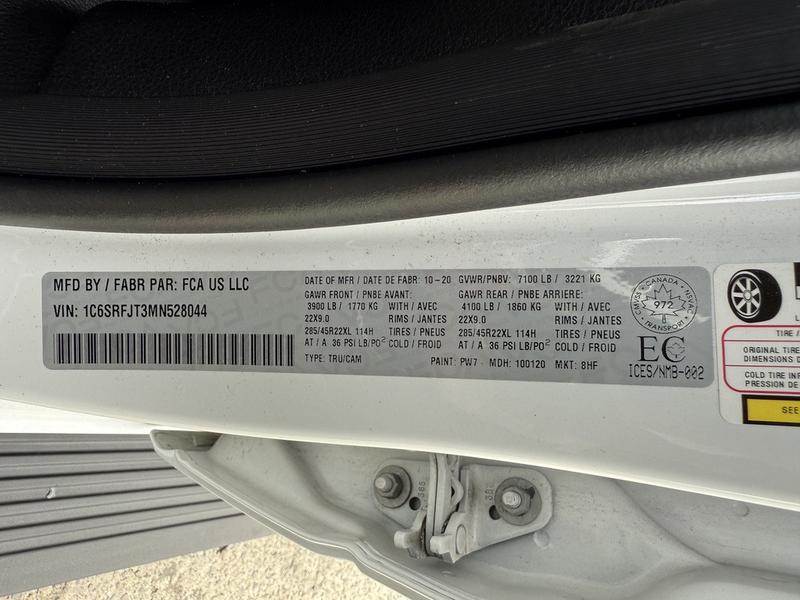 MFD BY / FABR PAR: FCA US LLC
VIN: 1C6SRFJT3MN528044
DATE OF MFR / DATE DE FABR: 10-20 GVWR/PNBV: 7100 LB / 3221 KG
GAWR FRONT / PNBE AVANT: GAWR REAR / PNBE ARRIERE:
3900 LB / 1770 KG WITH / AVEC 4100 LB / 1860 KG WITH / AVEC
22X9.0 RIMS / JANTES 22X9.0 RIMS / JANTES
285/45R22XL 114H TIRES / PNEUS 285/45R22XL 114H TIRES / PNEUS
AT / A 36 PSI LB/PO² COLD / FROID AT / A 36 PSI LB/PO² COLD / FROID
TYPE: TRU/CAM PAINT: PW7 MDH: 100120 MKT: 8HF
CANADA
CMVSS NSVAC
972
TRANSPORT
EC
ICES/NMB-002
TIRE /
ORIGINAL TIRE
DIMENSIONS D
COLD TIRE INF
PRESSION DE
SEE
385